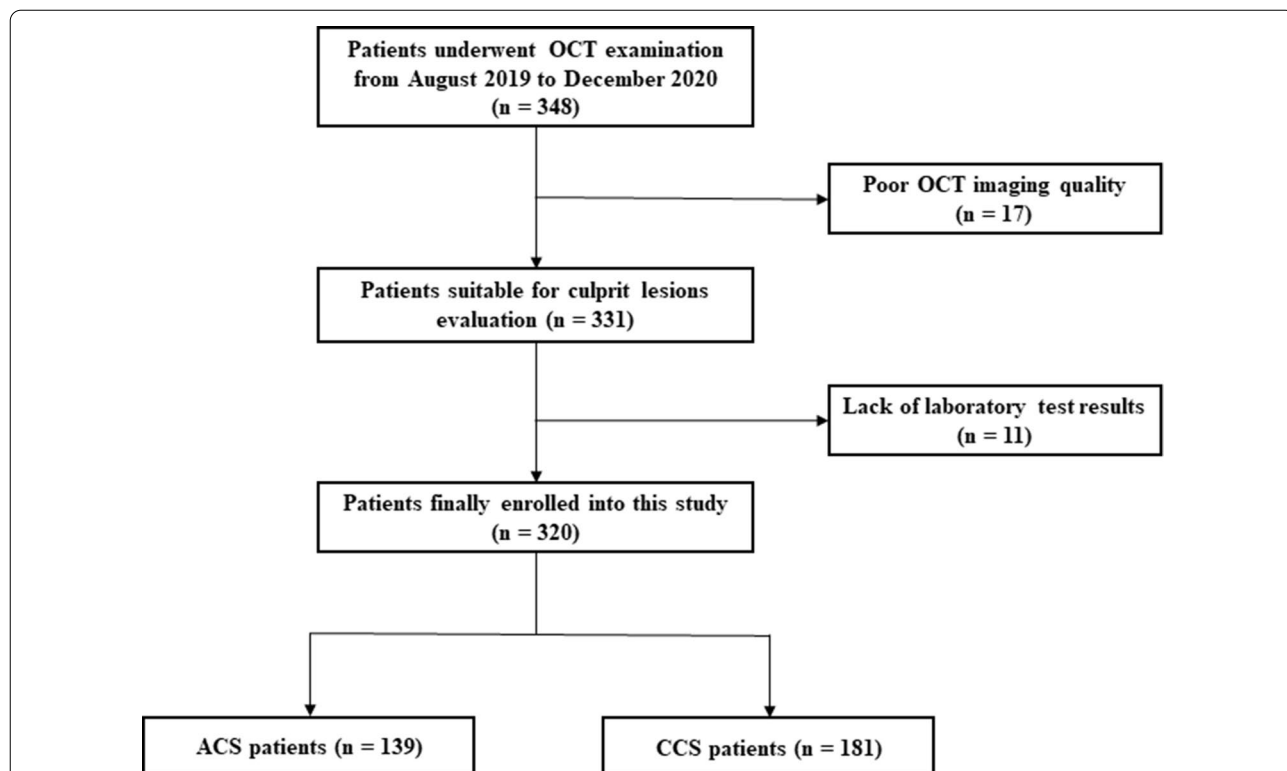 Patients underwent OCT examination
from August 2019 to December 2020
(n = 348)
Poor OCT imaging quality
(n = 17)
Patients suitable for culprit lesions
evaluation (n = 331)
Lack of laboratory test results
(n = 11)
Patients finally enrolled into this study
(n = 320)
ACS patients (n = 139)
CCS patients (n = 181)